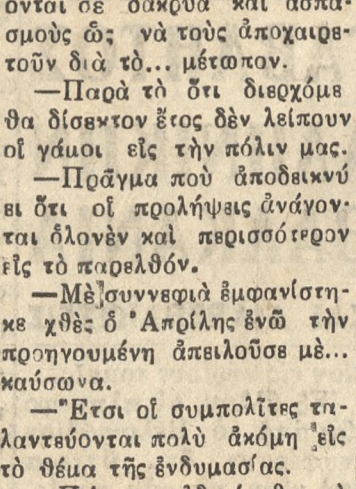 ονται σὲ δάκρυα καὶ ἀσπα-
σμοὺς ὥς νὰ τοὺς ἀποχαιρε-
τοῦν διὰ τὸ... μέτωπον.
—Παρὰ τὸ ὅτι διερχόμε
θα δίσεκτον ἔτος δὲν λείπουν
οἱ γάμοι εἰς τὴν πόλιν μας.
—Πρᾶγμα ποὺ ἀποδεικνύ
ει ὅτι οἱ προλήψεις ἀνάγον-
ται ὁλονὲν καὶ περισσότερον
εἰς τὸ παρελθόν.
—Μὲ συννεφιὰ ἐμφανίστη-
κε χθὲς ὁ Ἀπρίλης ἐνῶ τὴν
προηγουμένη ἀπειλοῦσε μὲ...
καύσωνα.
—Ἔτσι οἱ συμπολῖτες τα-
λαντεύονται πολὺ ἀκόμη εἰς
τὸ θέμα τῆς ἐνδυμασίας.